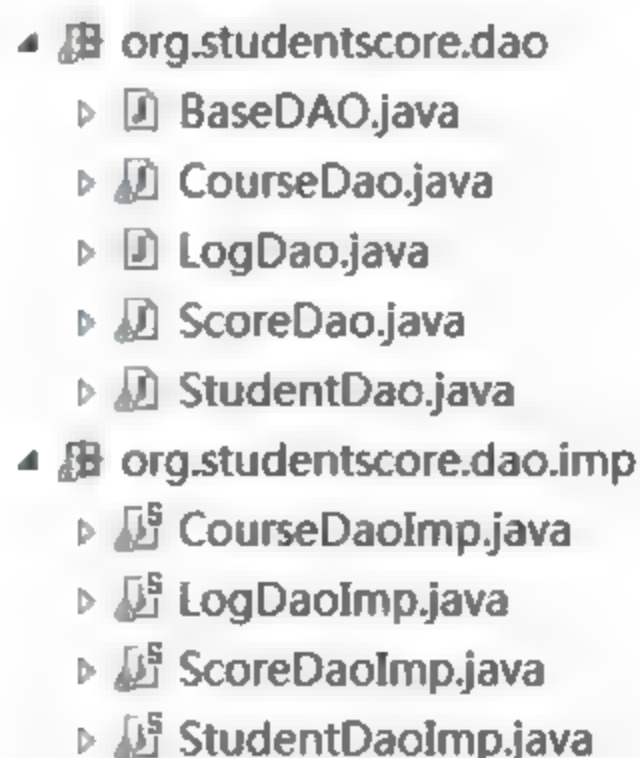 org.studentscore.dao
BaseDAO.java
CourseDao.java
LogDao.java
ScoreDao.java
StudentDao.java
org.studentscore.dao.imp
CourseDaoImp.java
LogDaoImp.java
ScoreDaoImp.java
StudentDaoImp.java